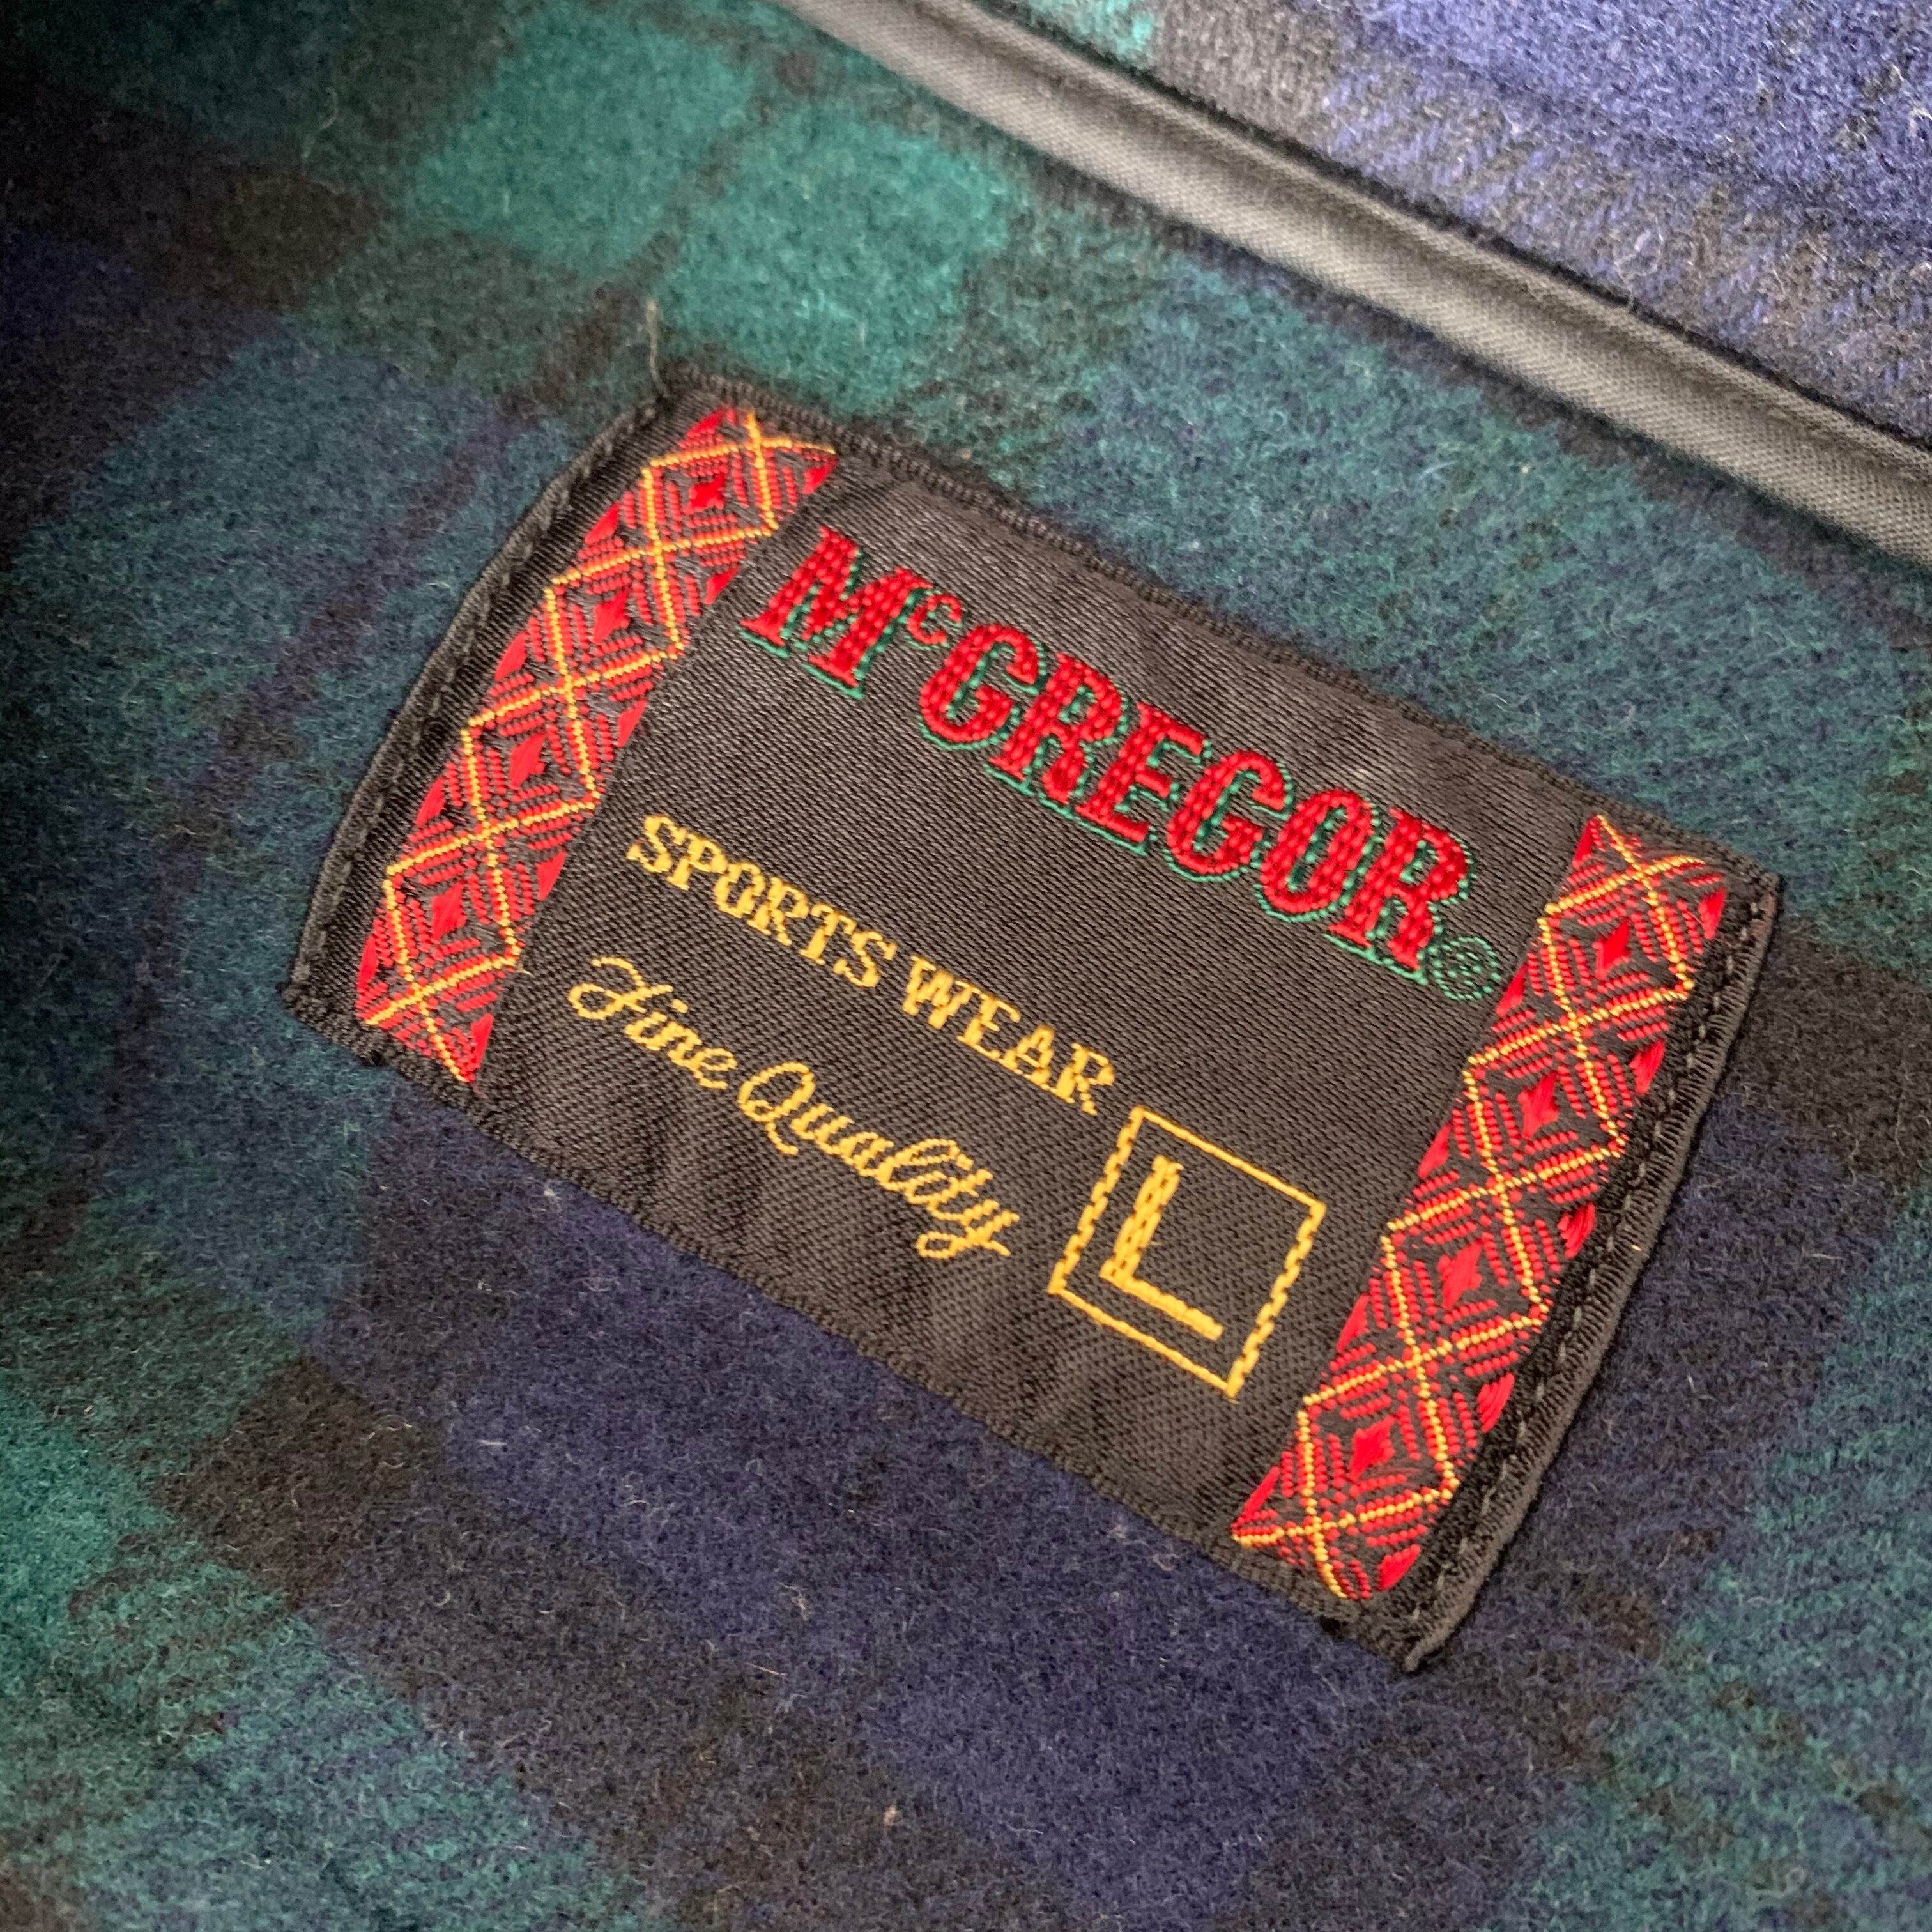 McGREGOR®
SPORTS WEAR
Fine Quality
L